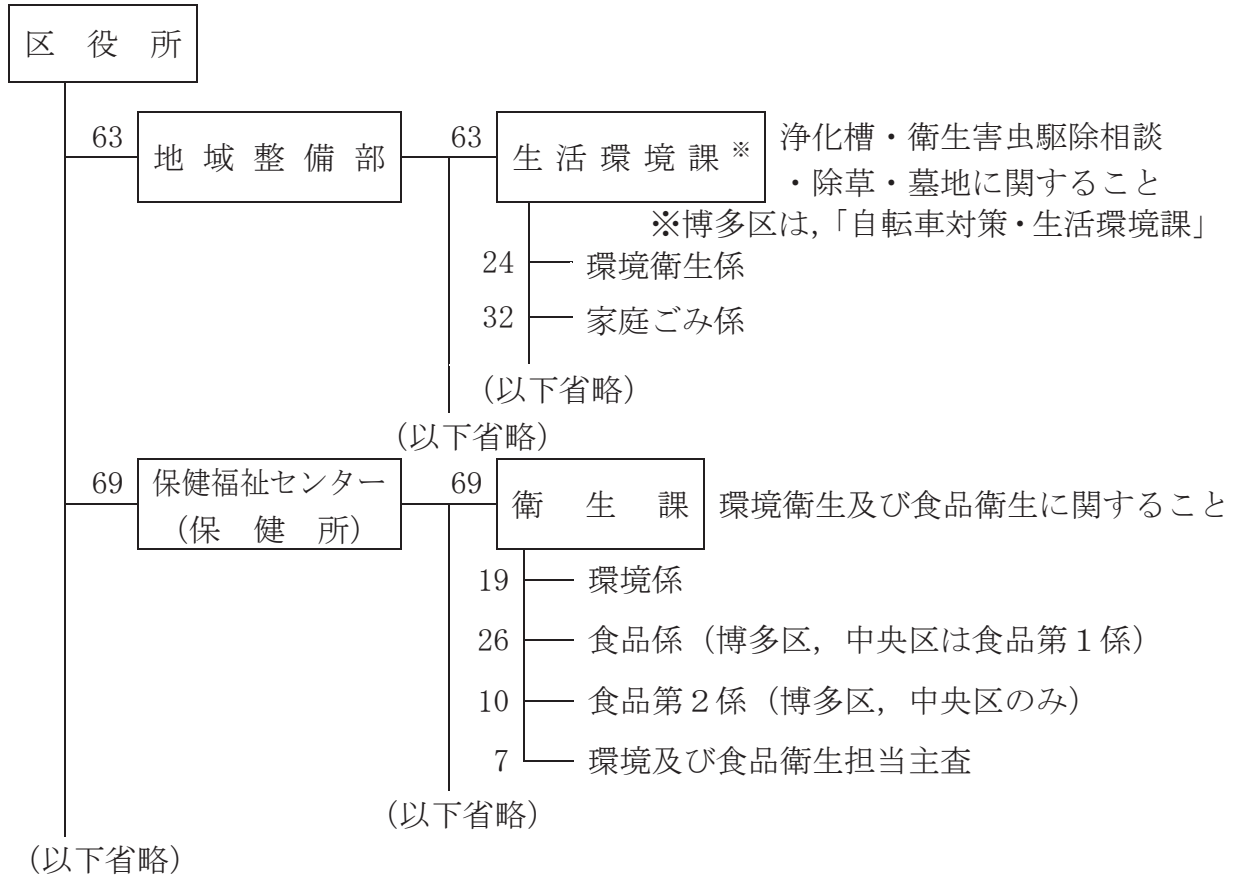 区役所
63 地域整備部 63 生活環境課※ 浄化槽・衛生害虫駆除相談
・除草・墓地に関すること
※博多区は,「自転車対策・生活環境課」
24 環境衛生係
32 家庭ごみ係
(以下省略)
(以下省略)
69 保健福祉センター
(保健所) 69 衛生課 環境衛生及び食品衛生に関すること
19 環境係
26 食品係(博多区,中央区は食品第1係)
10 食品第2係(博多区,中央区のみ)
7 環境及び食品衛生担当主査
(以下省略)
(以下省略)